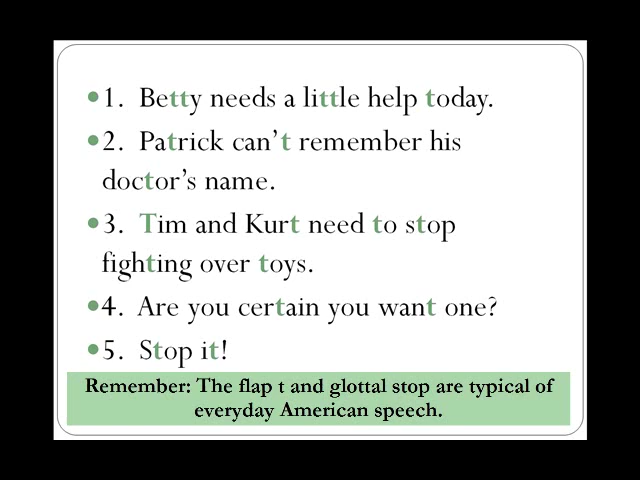 1. Betty needs a little help today.
2. Patrick can't remember his
doctor's name.
3. Tim and Kurt need to stop
fighting over toys.
4. Are you certain you want one?
5. Stop it!
Remember: The flap t and glottal stop are typical of
everyday American speech.